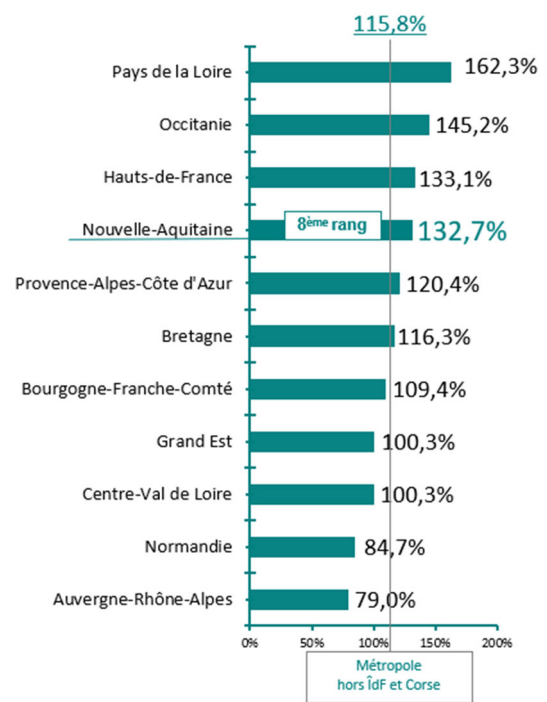 115,8%
Pays de la Loire 162,3%
Occitanie 145,2%
Hauts-de-France 133,1%
Nouvelle-Aquitaine 8ème rang 132,7%
Provence-Alpes-Côte d'Azur 120,4%
Bretagne 116,3%
Bourgogne-Franche-Comté 109,4%
Grand Est 100,3%
Centre-Val de Loire 100,3%
Normandie 84,7%
Auvergne-Rhône-Alpes 79,0%
0% 50% 100% 150% 200%
Métropole
hors ÎdF et Corse